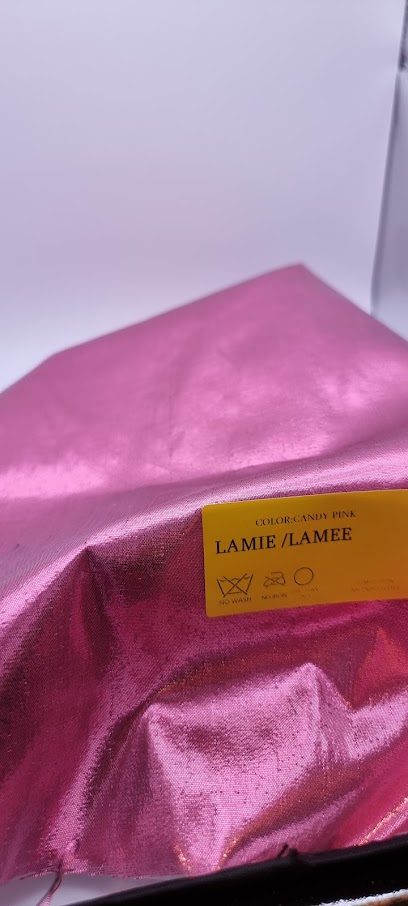 COLOR:CANDY PINK
LAMIE /LAMEE
NO WASH
NO IRON